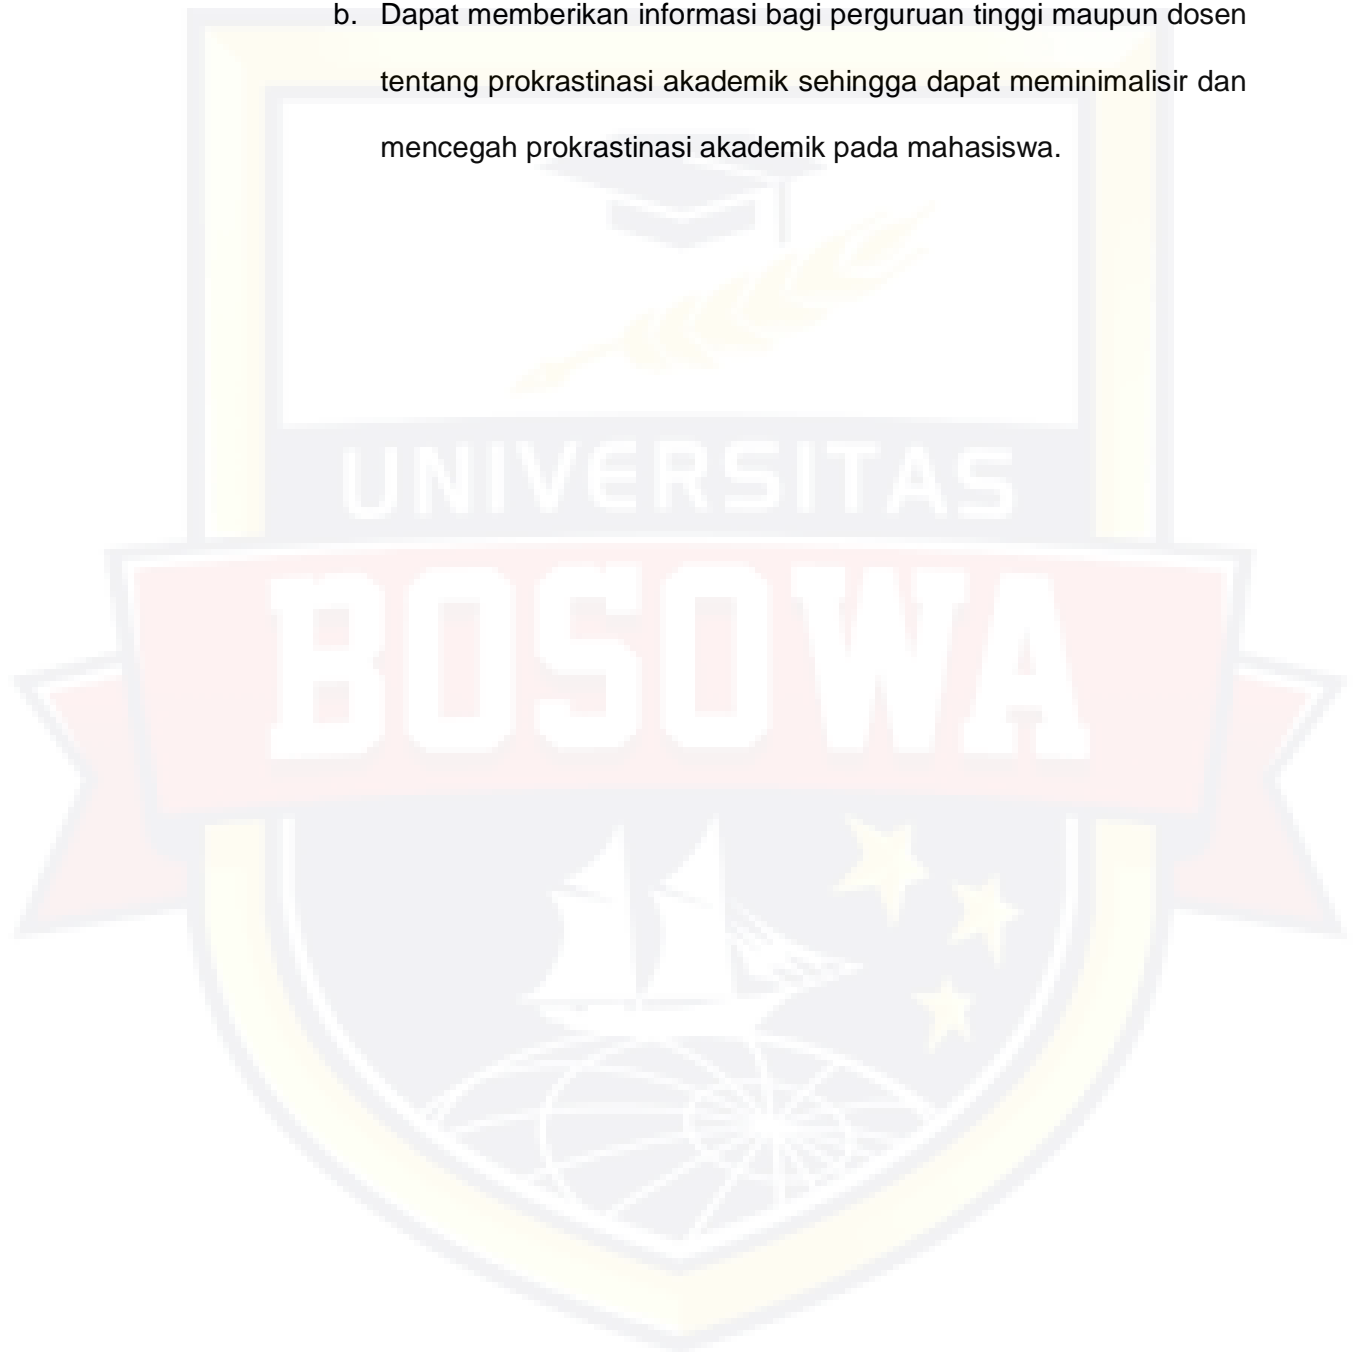 b. Dapat memberikan informasi bagi perguruan tinggi maupun dosen
tentang prokrastinasi akademik sehingga dapat meminimalisir dan
mencegah prokrastinasi akademik pada mahasiswa.
UNIVERSITAS
BOSOWA